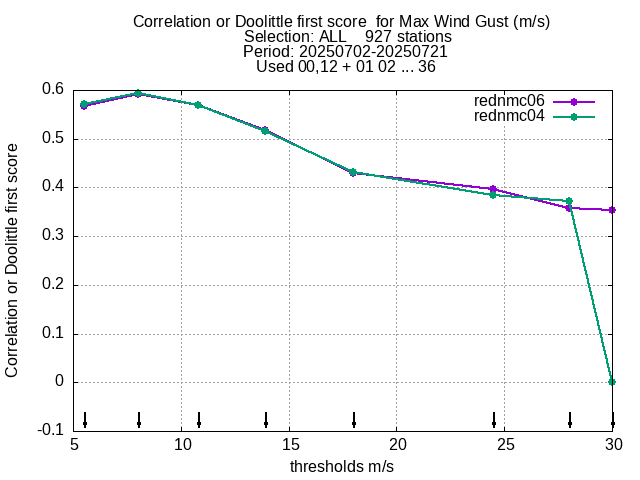 Correlation or Doolittle first score  for Max Wind Gust (m/s)
Selection: ALL    927 stations
Period: 20250702-20250721
Used 00,12 + 01 02 ... 36
rednmc06
rednmc04
0.6
0.5
0.4
0.3
0.2
0.1
0
-0.1
Correlation or Doolittle first score
5 10 15 20 25 30
thresholds m/s